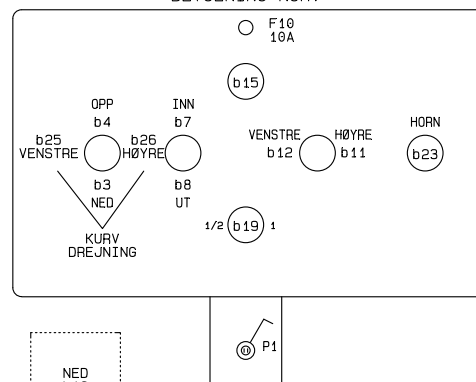 F10
10A
b15
OPP
b4
INN
b7
b25
VENSTRE
b26
HØYRE
VENSTRE
b12
HØYRE
b11
HORN
b23
b3
NED
b8
UT
KURV
DREJNING
1/2 b19 1
P1
NED